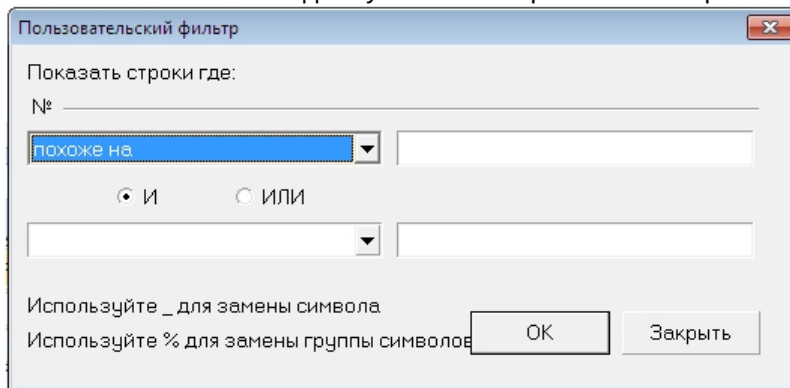 Пользовательский фильтр
Показать строки где:
№
похоже на
И ИЛИ
Используйте _ для замены символа
Используйте % для замены группы символов
ОК Закрыть